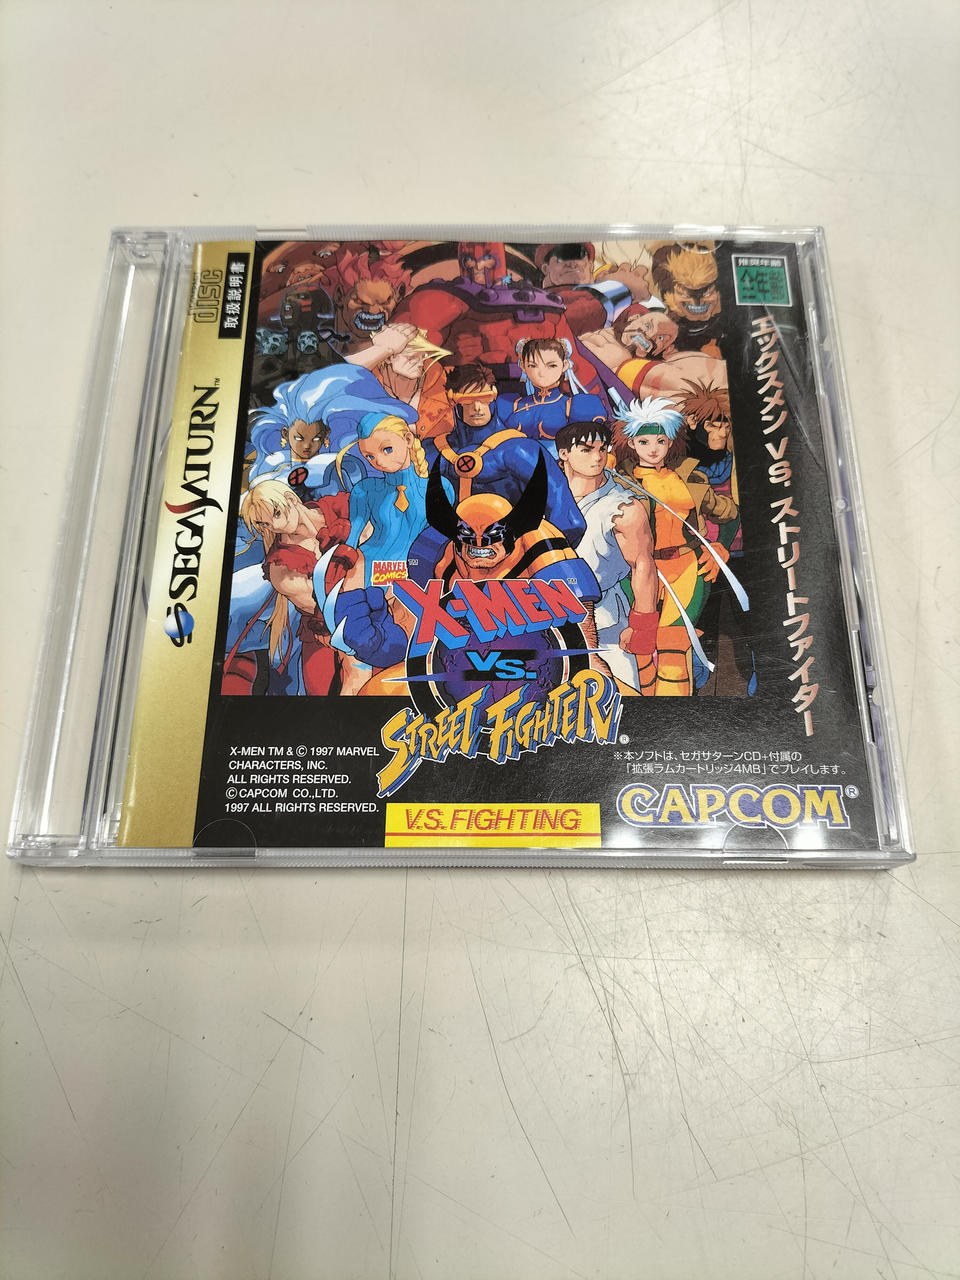 COMPACT
disc
取扱説明書
SEGA SATURN™
推奨年齢
全年齢
エックスメン VS. ストリートファイター
MARVEL
COMICS™
X-MEN™
VS.
STREET FIGHTER®
X-MEN TM & © 1997 MARVEL
CHARACTERS, INC.
ALL RIGHTS RESERVED.
© CAPCOM CO.,LTD.
1997 ALL RIGHTS RESERVED.
※本ソフトは、セガサターンCD+付属の
「拡張ラムカートリッジ4MB」でプレイします。
V.S. FIGHTING
CAPCOM®